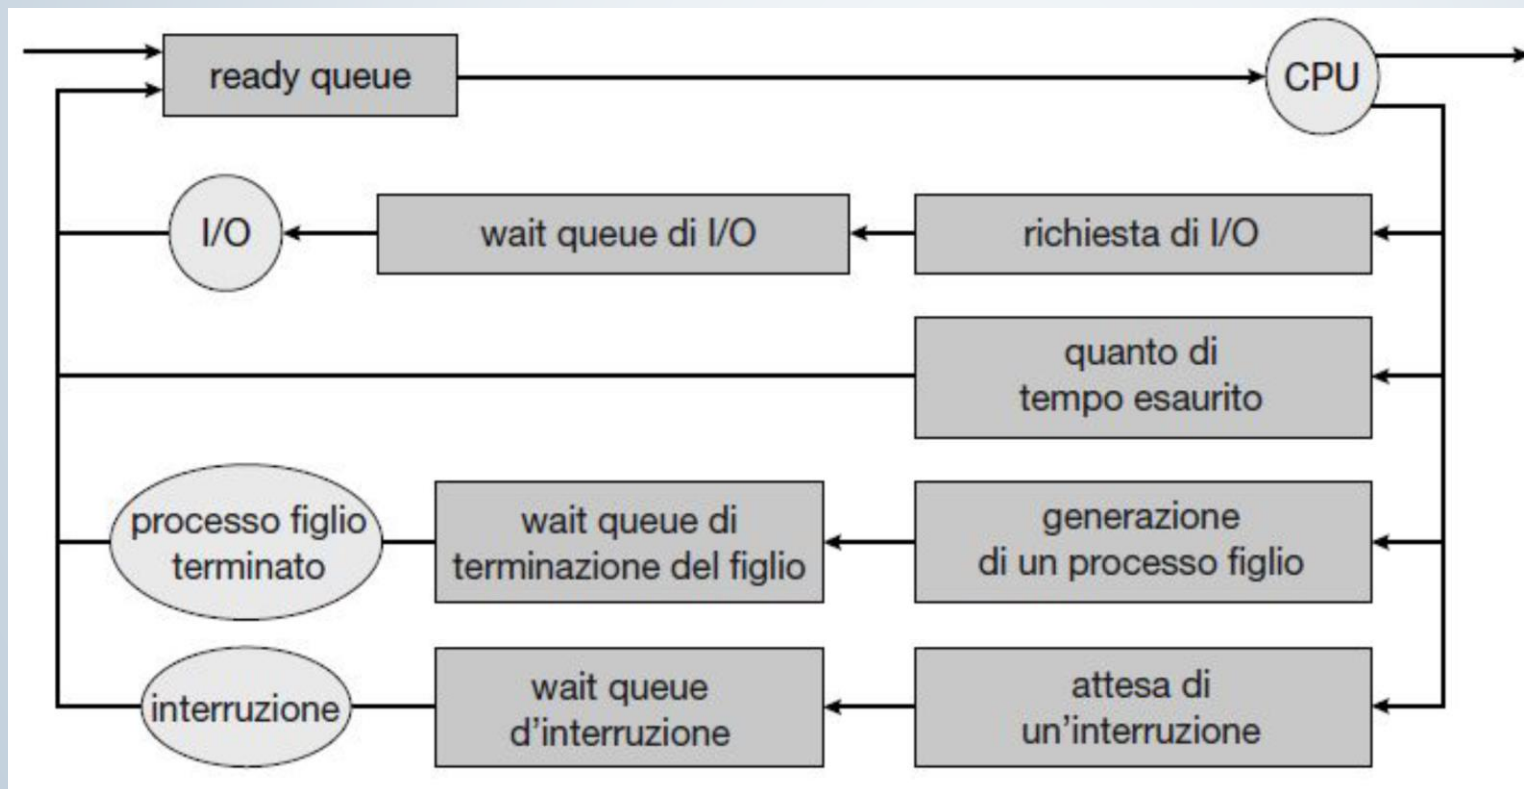 ready queue
CPU
I/O
wait queue di I/O
richiesta di I/O
quanto di
tempo esaurito
processo figlio
terminato
wait queue di
terminazione del figlio
generazione
di un processo figlio
interruzione
wait queue
d'interruzione
attesa di
un'interruzione